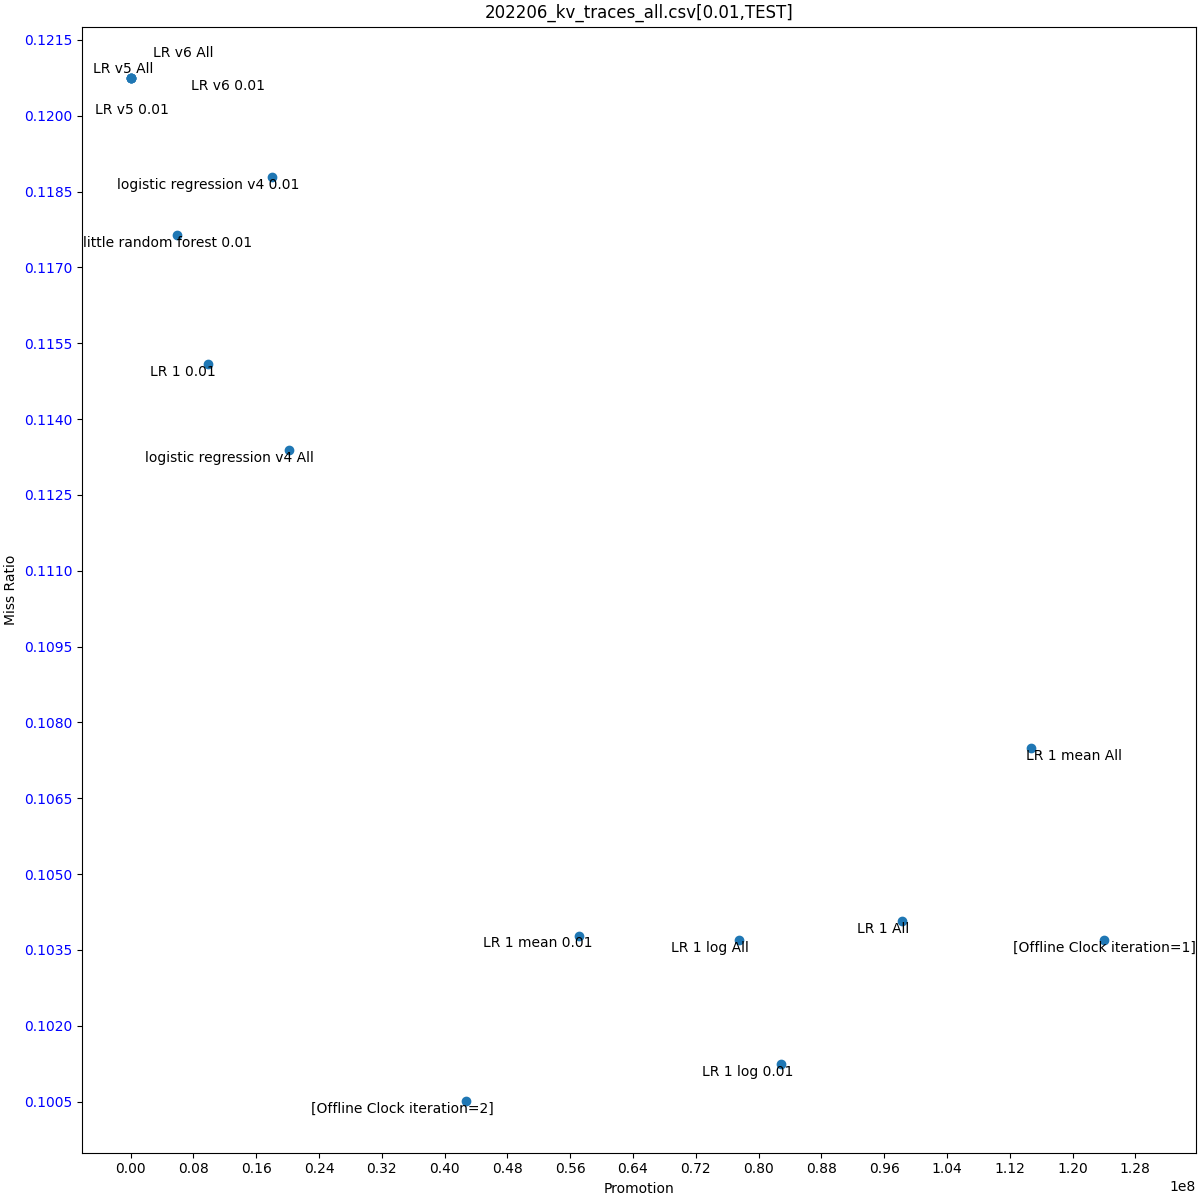 202206_kv_traces_all.csv[0.01,TEST]
0.1215
LR v6 All
LR v5 All
LR v6 0.01
LR v5 0.01
0.1200
logistic regression v4 0.01
0.1185
little random forest 0.01
0.1170
0.1155
LR 1 0.01
0.1140
logistic regression v4 All
0.1125
0.1110
Miss Ratio
0.1095
0.1080
LR 1 mean All
0.1065
0.1050
LR 1 All
LR 1 mean 0.01
LR 1 log All
[Offline Clock iteration=1]
0.1035
0.1020
LR 1 log 0.01
0.1005
[Offline Clock iteration=2]
0.00 0.08 0.16 0.24 0.32 0.40 0.48 0.56 0.64 0.72 0.80 0.88 0.96 1.04 1.12 1.20 1.28
1e8
Promotion